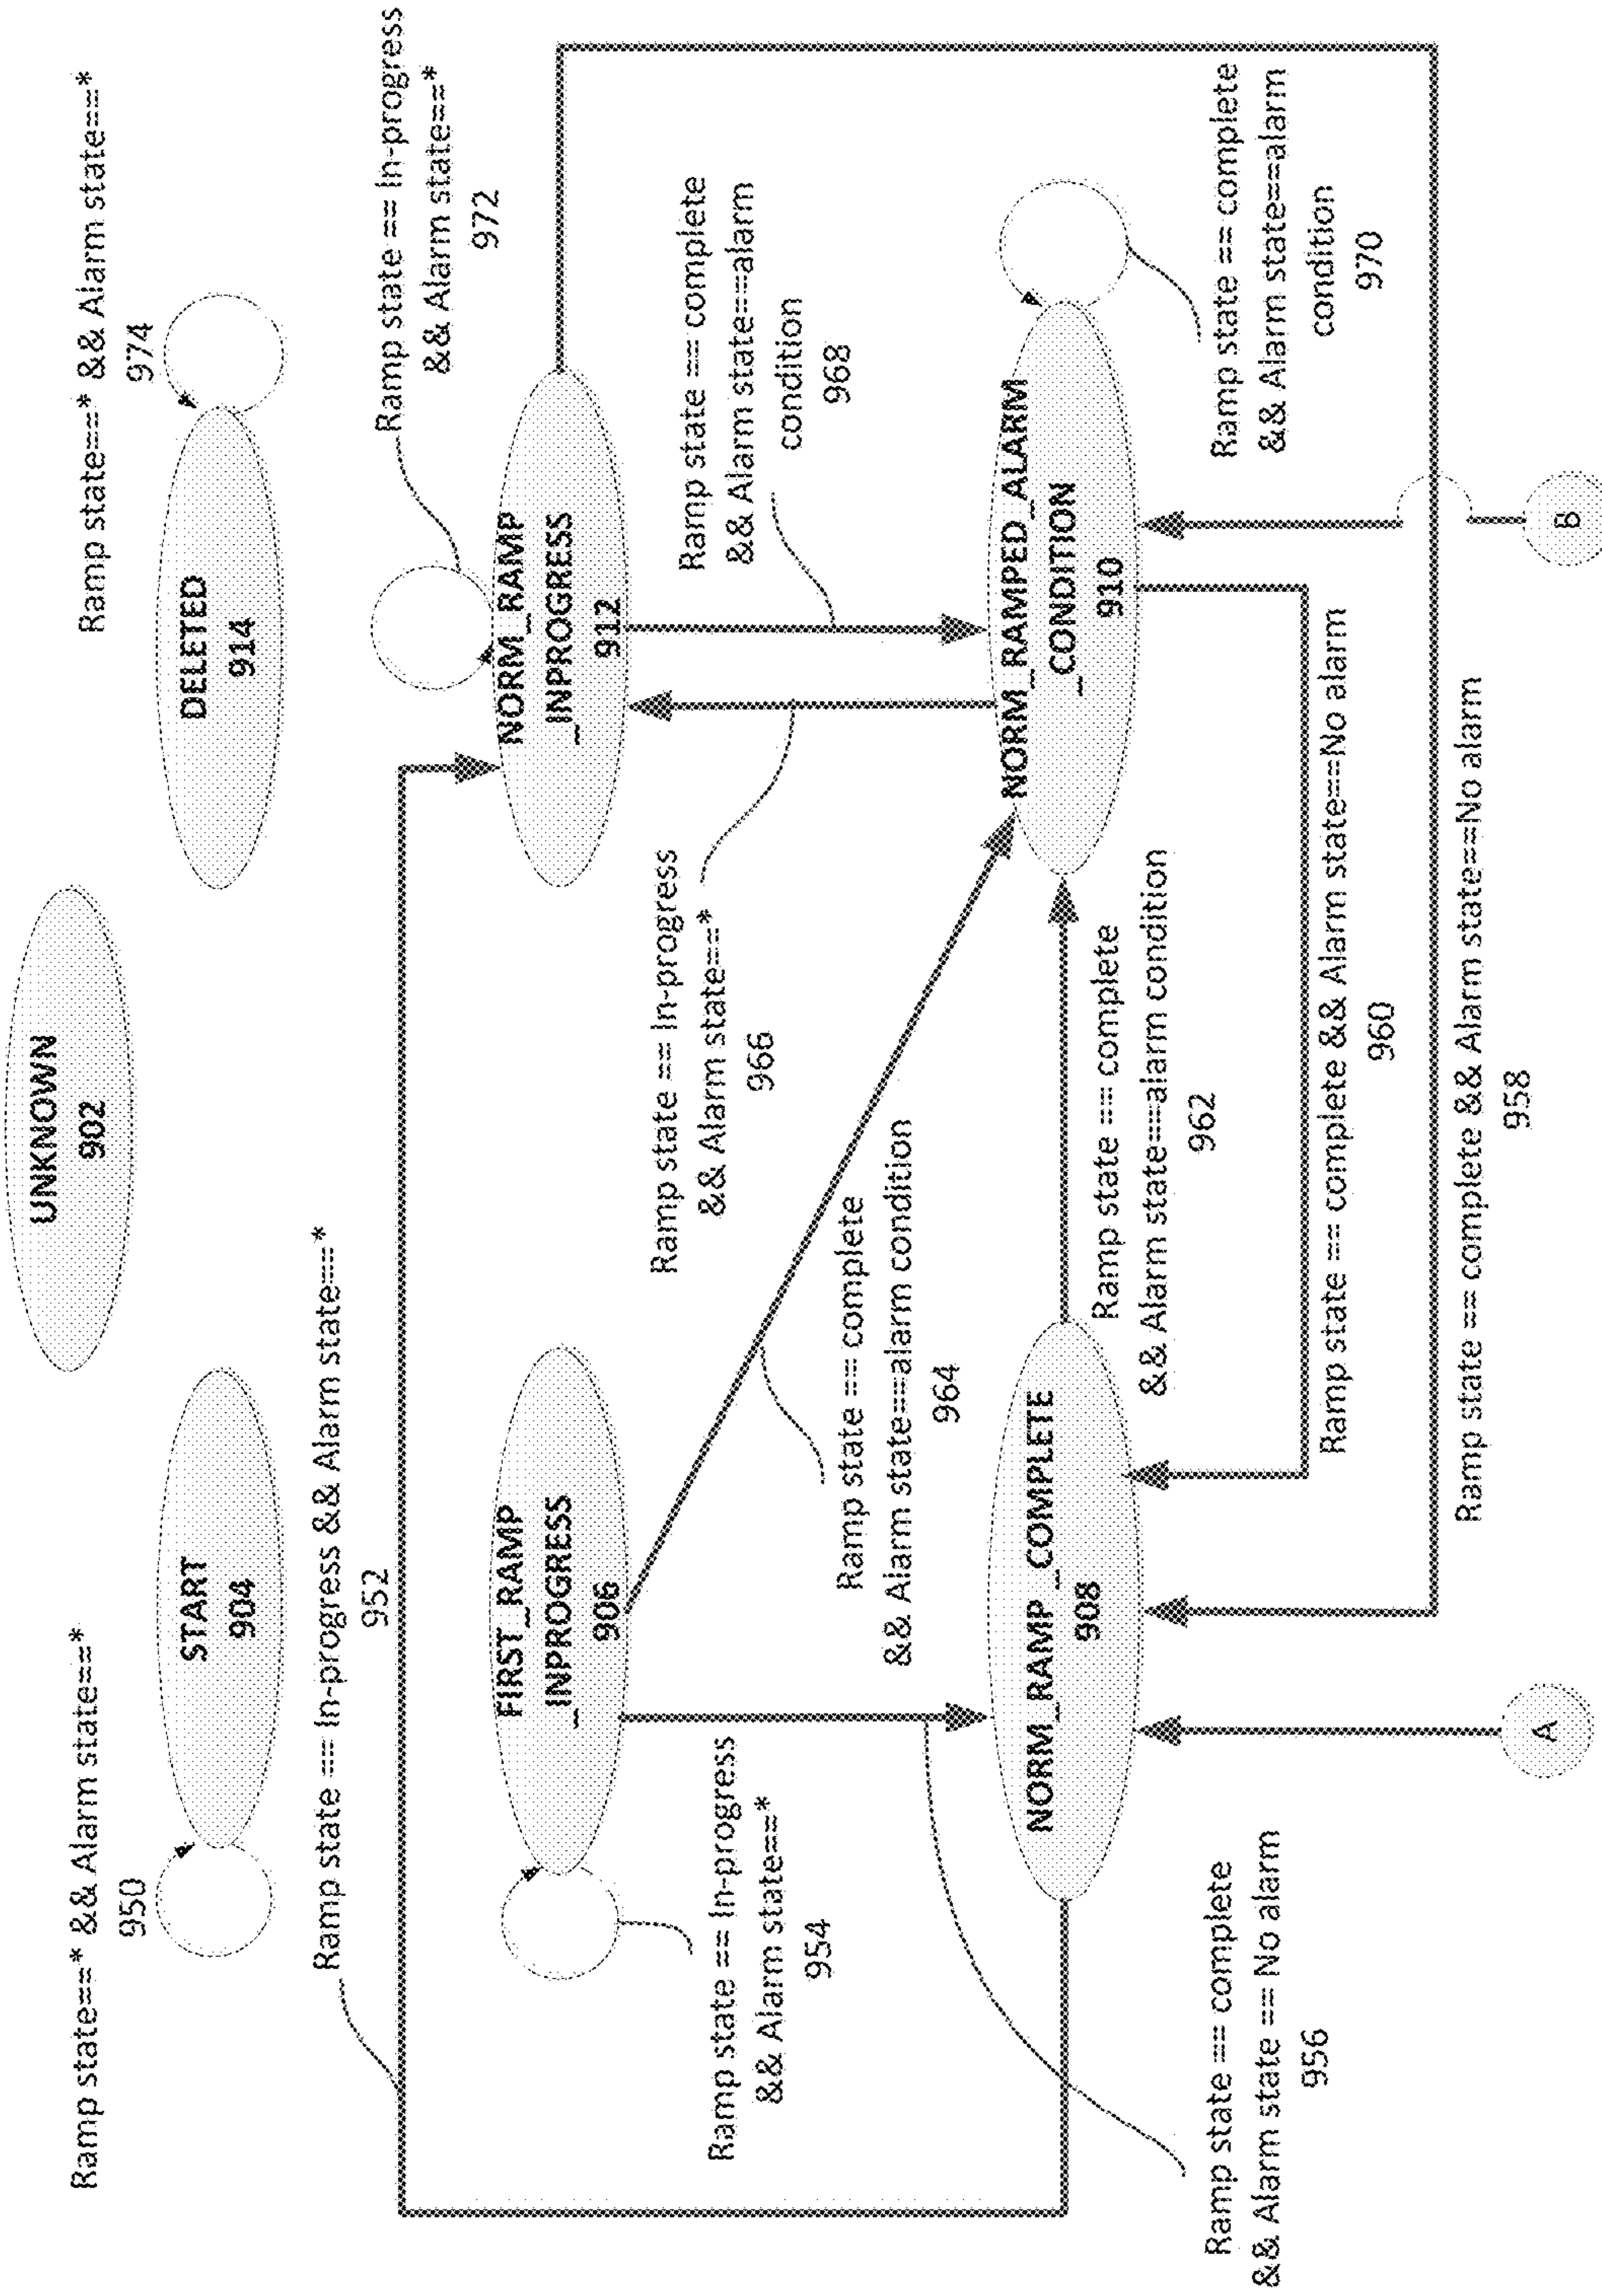 UNKNOWN
902
Ramp state==* && Alarm state==*
950
START
904
Ramp state==* && Alarm state==*
974
DELETED
914
Ramp state == In-progress && Alarm state==*
952
Ramp state == In-progress
&& Alarm state==*
972
FIRST_RAMP
_INPROGRESS
906
NORM_RAMP
_INPROGRESS
912
Ramp state == In-progress
&& Alarm state==*
954
Ramp state == In-progress
&& Alarm state==*
966
Ramp state == complete
&& Alarm state==alarm
condition
968
Ramp state == complete
&& Alarm state==alarm condition
964
NORM_RAMP_COMPLETE
908
NORM_RAMPED_ALARM
_CONDITION
910
Ramp state == complete
&& Alarm state==alarm condition
962
Ramp state == complete
&& Alarm state==alarm
condition
970
Ramp state == complete
&& Alarm state == No alarm
956
Ramp state == complete && Alarm state==No alarm
960
Ramp state == complete && Alarm state==No alarm
958
A
B